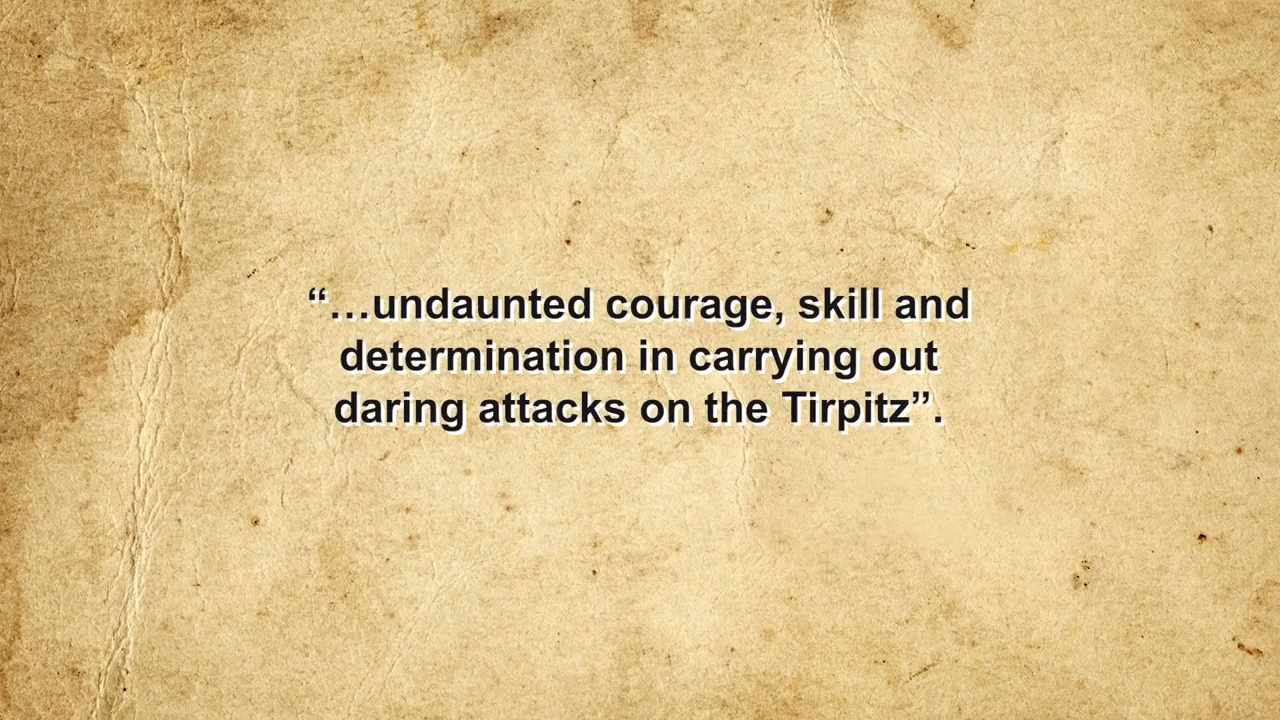 “…undaunted courage, skill and
determination in carrying out
daring attacks on the Tirpitz”.